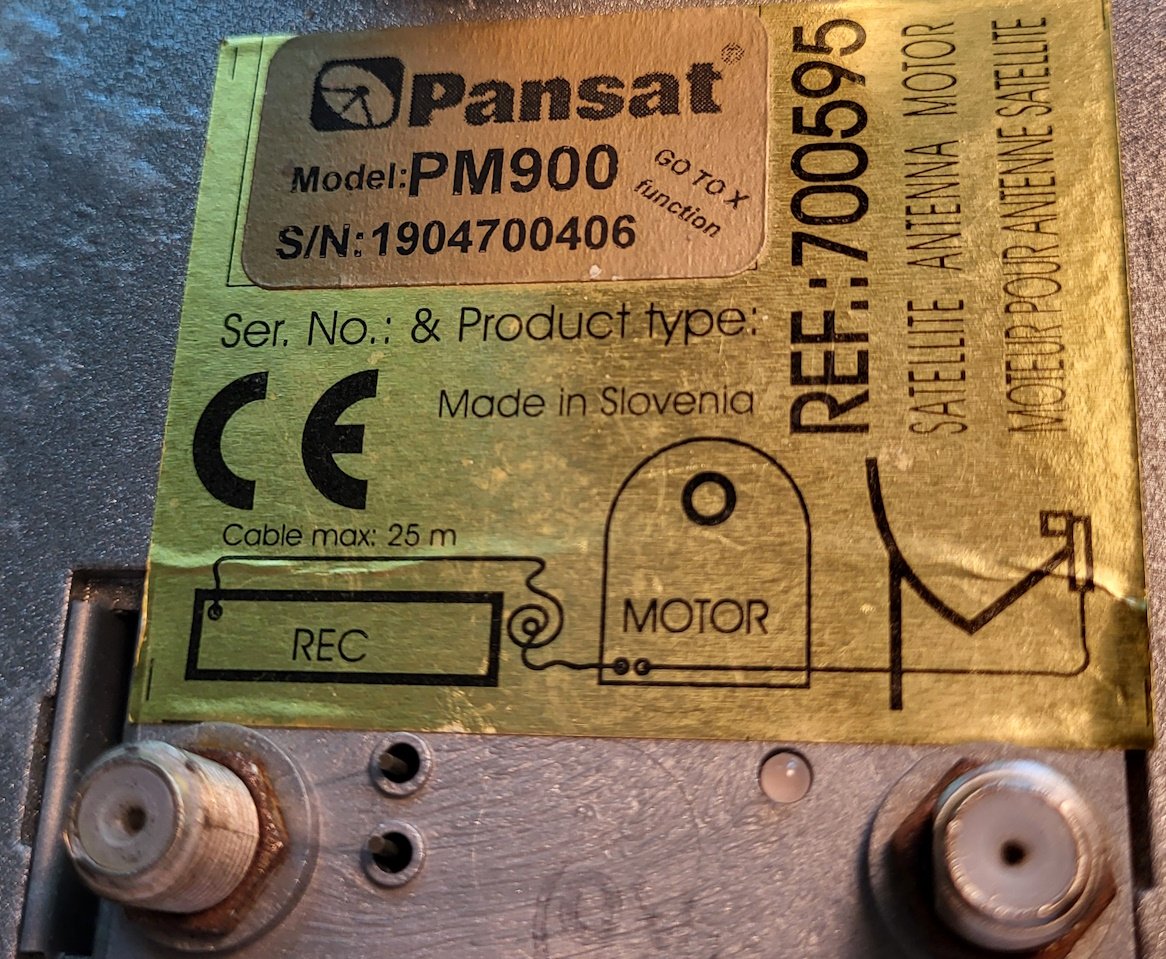 Pansat®
Model:PM900
S/N:1904700406
GO TO X
function
Ser. No.: & Product type:
Made in Slovenia
Cable max: 25 m
REC
MOTOR
REF.:700595
SATELLITE ANTENNA MOTOR
MOTEUR POUR ANTENNE SATELLITE
CE